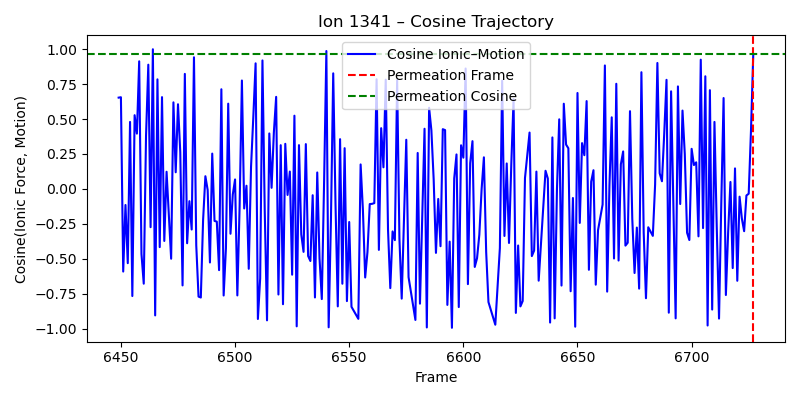 Ion 1341 – Cosine Trajectory
Cosine(Ionic Force, Motion)
1.00
0.75
0.50
0.25
0.00
−0.25
−0.50
−0.75
−1.00
Cosine Ionic–Motion
Permeation Frame
Permeation Cosine
6450 6500 6550 6600 6650 6700
Frame